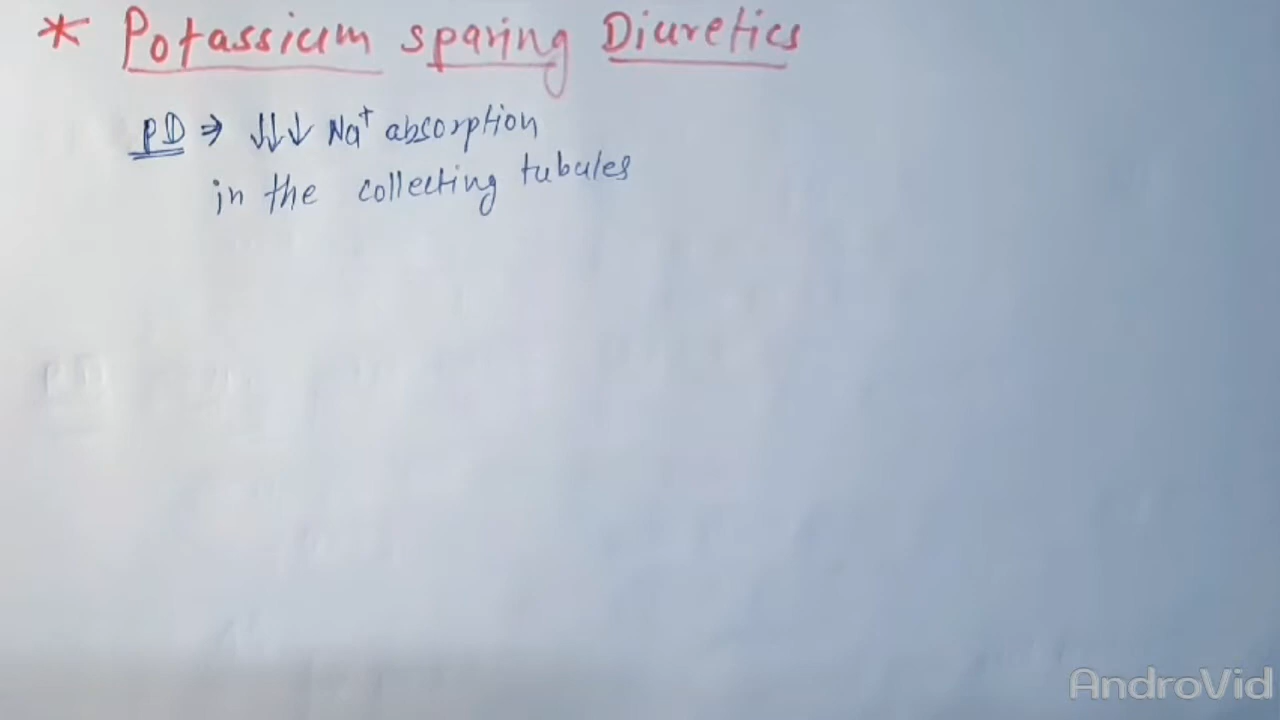 * Potassium sparing Diuretics
PD ⇒ ↓↓↓ Na⁺ absorption
in the collecting tubules
AndroVid